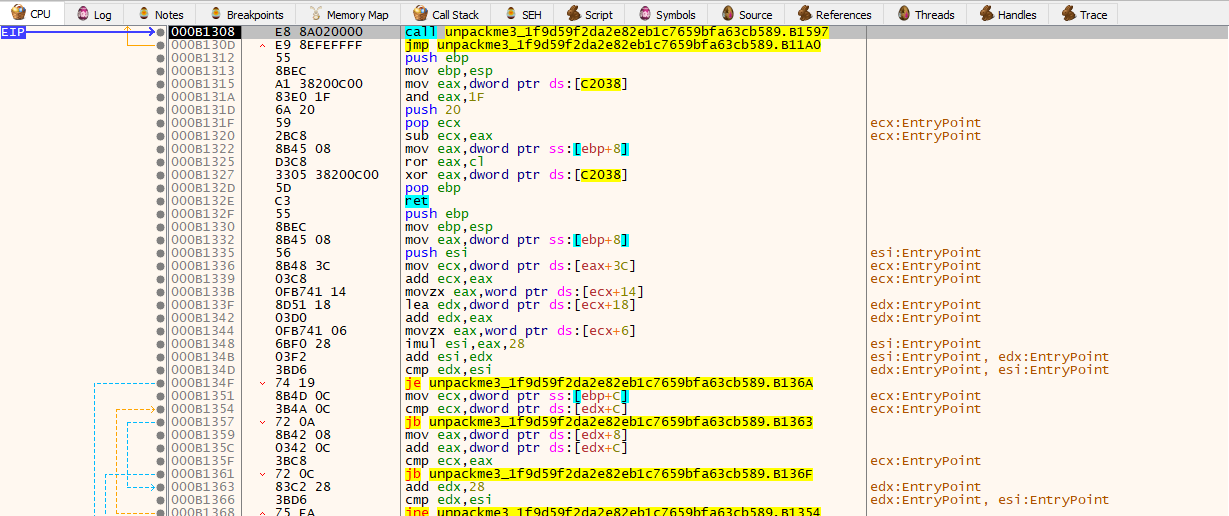 CPU Log Notes Breakpoints Memory Map Call Stack SEH Script Symbols Source References Threads Handles Trace
EIP 000B1308 E8 8A020000 call unpackme3_1f9d59f2da2e82eb1c7659bfa63cb589.B1597
000B130D E9 8EFEFFFF jmp unpackme3_1f9d59f2da2e82eb1c7659bfa63cb589.B11A0
000B1312 55 push ebp
000B1313 8BEC mov ebp,esp
000B1315 A1 38200C00 mov eax,dword ptr ds:[c2038]
000B131A 83E0 1F and eax,1F
000B131D 6A 20 push 20
000B131F 59 pop ecx ecx:EntryPoint
000B1320 2BC8 sub ecx,eax ecx:EntryPoint
000B1322 8B45 08 mov eax,dword ptr ss:[ebp+8]
000B1325 D3C8 ror eax,cl
000B1327 3305 38200C00 xor eax,dword ptr ds:[c2038]
000B132D 5D pop ebp
000B132E C3 ret
000B132F 55 push ebp
000B1330 8BEC mov ebp,esp
000B1332 8B45 08 mov eax,dword ptr ss:[ebp+8]
000B1335 56 push esi esi:EntryPoint
000B1336 8B48 3C mov ecx,dword ptr ds:[eax+3C] ecx:EntryPoint
000B1339 03C8 add ecx,eax ecx:EntryPoint
000B133B 0FB741 14 movzx eax,word ptr ds:[ecx+14]
000B133F 8D51 18 lea edx,dword ptr ds:[ecx+18] edx:EntryPoint
000B1342 03D0 add edx,eax edx:EntryPoint
000B1344 0FB741 06 movzx eax,word ptr ds:[ecx+6]
000B1348 6BF0 28 imul esi,eax,28 esi:EntryPoint
000B134B 03F2 add esi,edx esi:EntryPoint, edx:EntryPoint
000B134D 3BD6 cmp edx,esi edx:EntryPoint, esi:EntryPoint
000B134F 74 19 je unpackme3_1f9d59f2da2e82eb1c7659bfa63cb589.B136A
000B1351 8B4D 0C mov ecx,dword ptr ss:[ebp+C] ecx:EntryPoint
000B1354 3B4A 0C cmp ecx,dword ptr ds:[edx+C] ecx:EntryPoint
000B1357 72 0A jb unpackme3_1f9d59f2da2e82eb1c7659bfa63cb589.B1363
000B1359 8B42 08 mov eax,dword ptr ds:[edx+8]
000B135C 0342 0C add eax,dword ptr ds:[edx+C]
000B135F 3BC8 cmp ecx,eax ecx:EntryPoint
000B1361 72 0C jb unpackme3_1f9d59f2da2e82eb1c7659bfa63cb589.B136F
000B1363 83C2 28 add edx,28 edx:EntryPoint
000B1366 3BD6 cmp edx,esi edx:EntryPoint, esi:EntryPoint
000B1368 75 EA jne unpackme3_1f9d59f2da2e82eb1c7659bfa63cb589.B1354